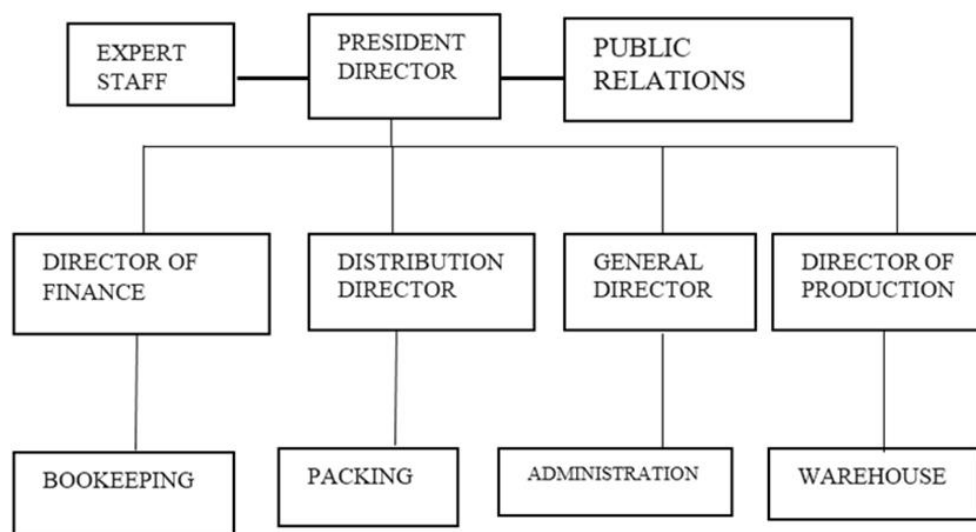 EXPERT
STAFF
PRESIDENT
DIRECTOR
PUBLIC
RELATIONS
DIRECTOR OF
FINANCE
DISTRIBUTION
DIRECTOR
GENERAL
DIRECTOR
DIRECTOR OF
PRODUCTION
BOOKEEPING
PACKING
ADMINISTRATION
WAREHOUSE